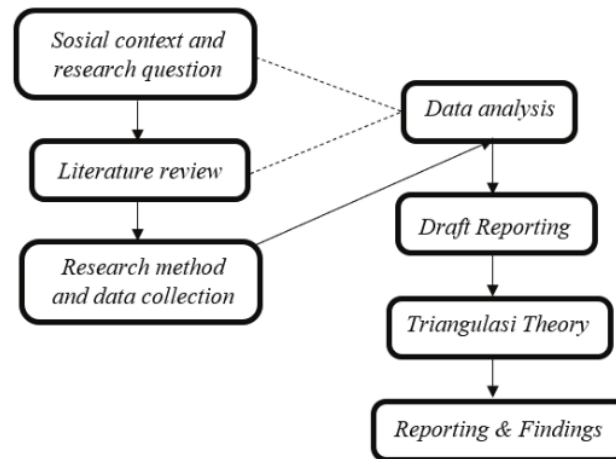 Sosial context and
research question
Literature review
Research method
and data collection
Data analysis
Draft Reporting
Triangulasi Theory
Reporting & Findings